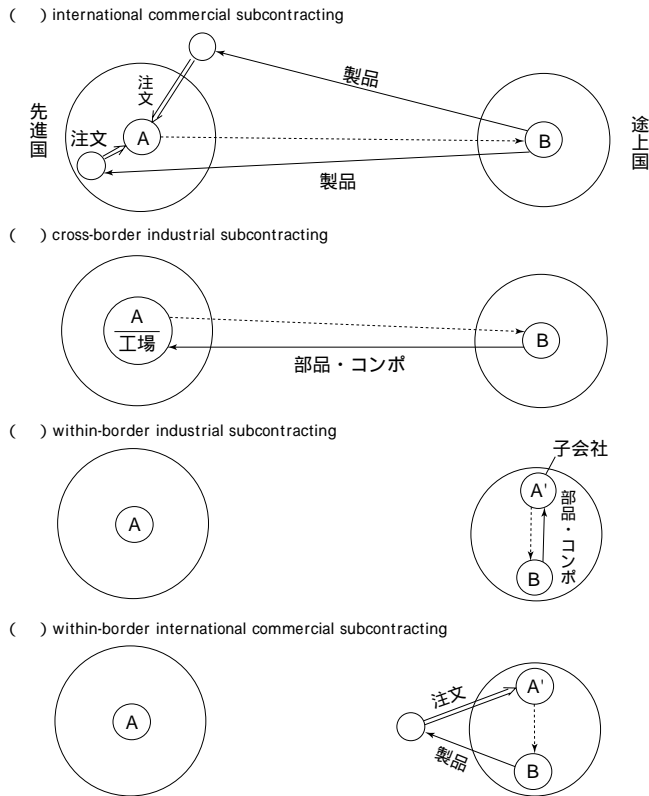 ( ) international commercial subcontracting
製品
注文
先進国
注文
A
B
途上国
製品
( ) cross-border industrial subcontracting
A
工場
B
部品・コンポ
( ) within-border industrial subcontracting
子会社
A'
A
部品・コンポ
B
( ) within-border international commercial subcontracting
注文
A'
A
製品
B